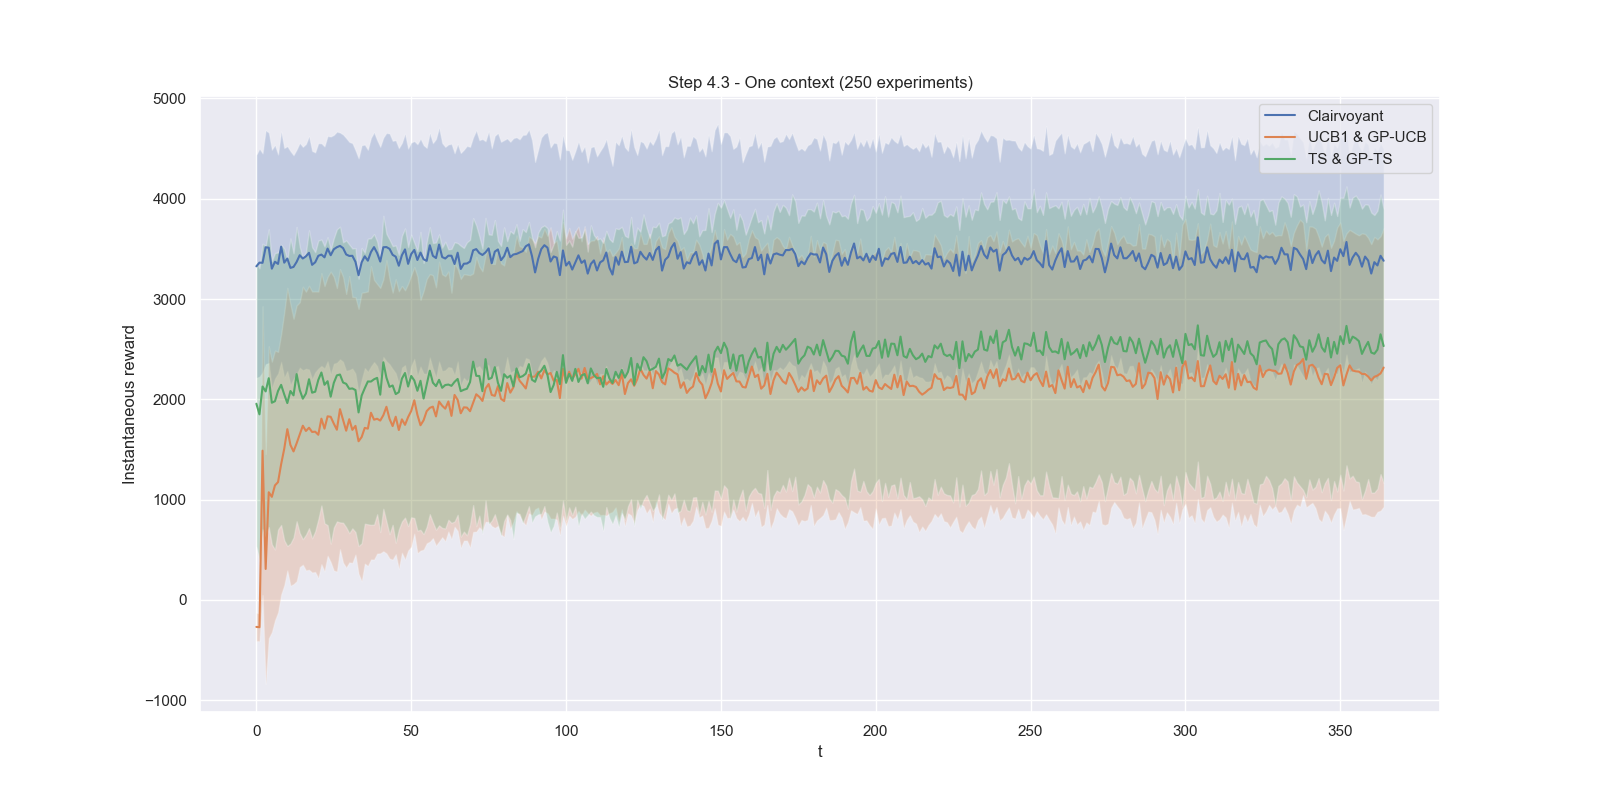 Step 4.3 - One context (250 experiments)
5000
4000
3000
2000
1000
0
−1000
Instantaneous reward
Clairvoyant
UCB1 & GP-UCB
TS & GP-TS
0 50 100 150 200 250 300 350
t